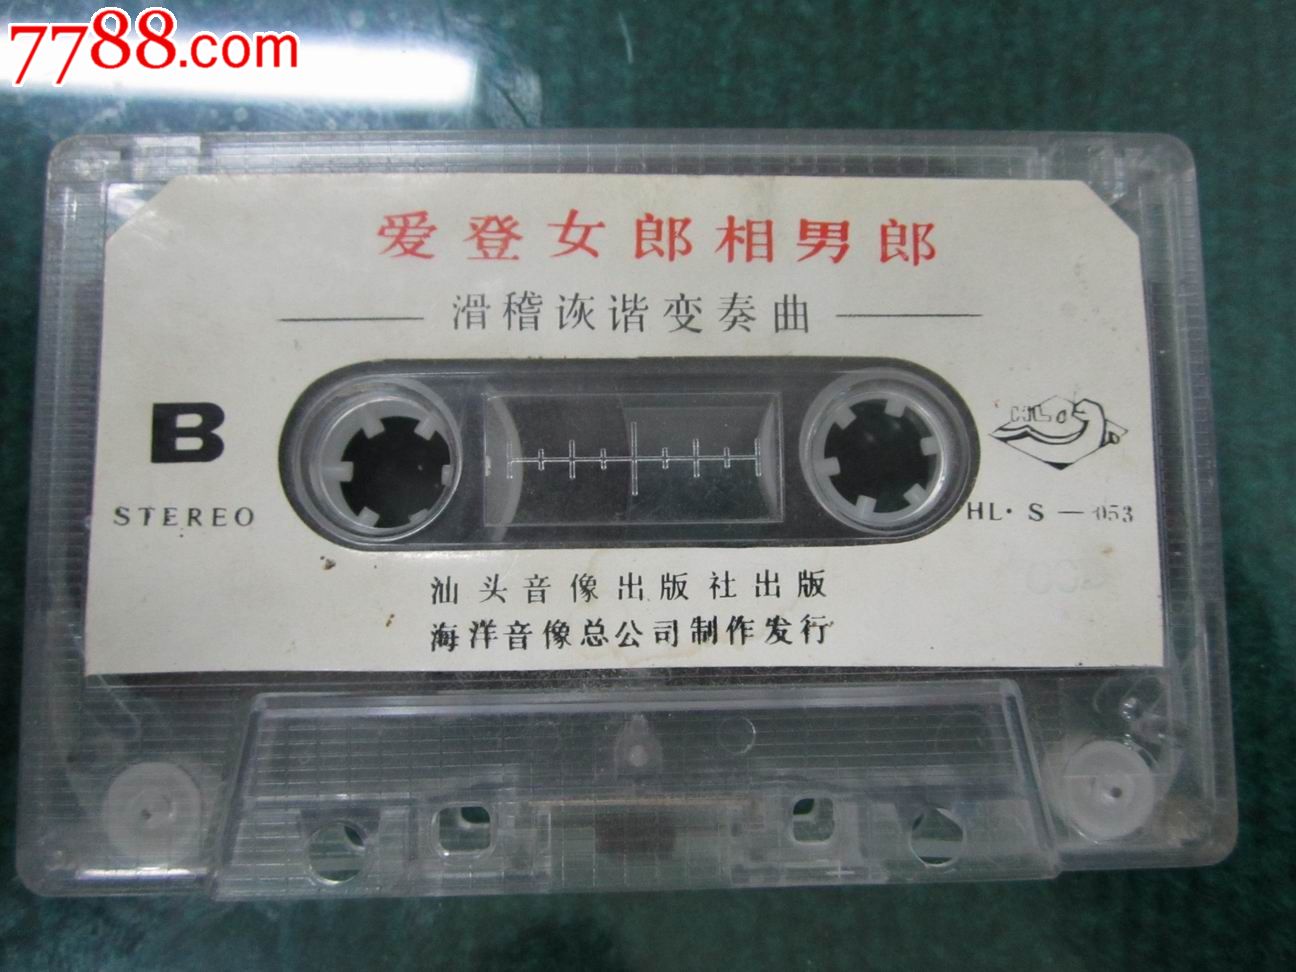 7788.com
爱登女郎相男郎
滑稽诙谐变奏曲
B
STEREO
HL·S—053
汕头音像出版社出版
海洋音像总公司制作发行